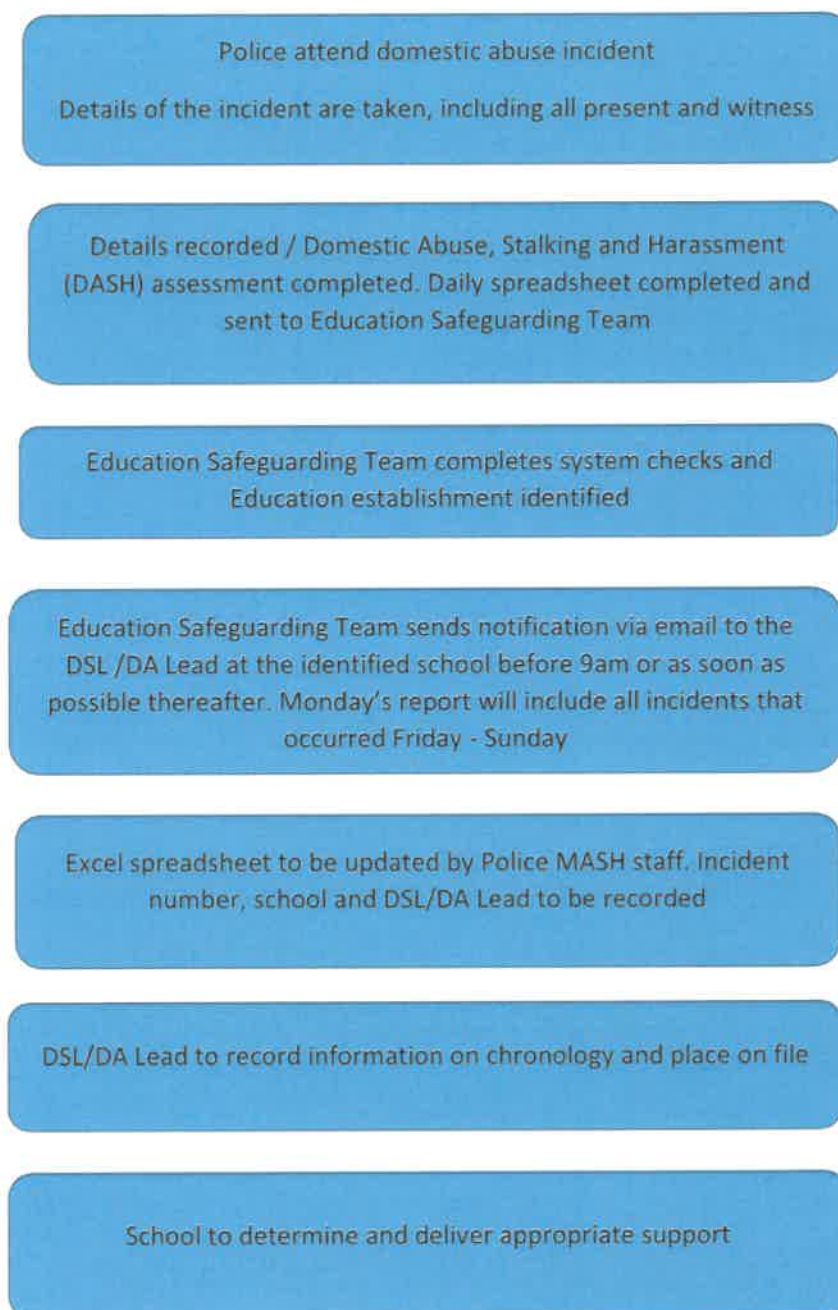 Police attend domestic abuse incident
Details of the incident are taken, including all present and witness
Details recorded / Domestic Abuse, Stalking and Harassment
(DASH) assessment completed. Daily spreadsheet completed and
sent to Education Safeguarding Team
Education Safeguarding Team completes system checks and
Education establishment identified
Education Safeguarding Team sends notification via email to the
DSL /DA Lead at the identified school before 9am or as soon as
possible thereafter. Monday's report will include all incidents that
occurred Friday - Sunday
Excel spreadsheet to be updated by Police MASH staff. Incident
number, school and DSL/DA Lead to be recorded
DSL/DA Lead to record information on chronology and place on file
School to determine and deliver appropriate support